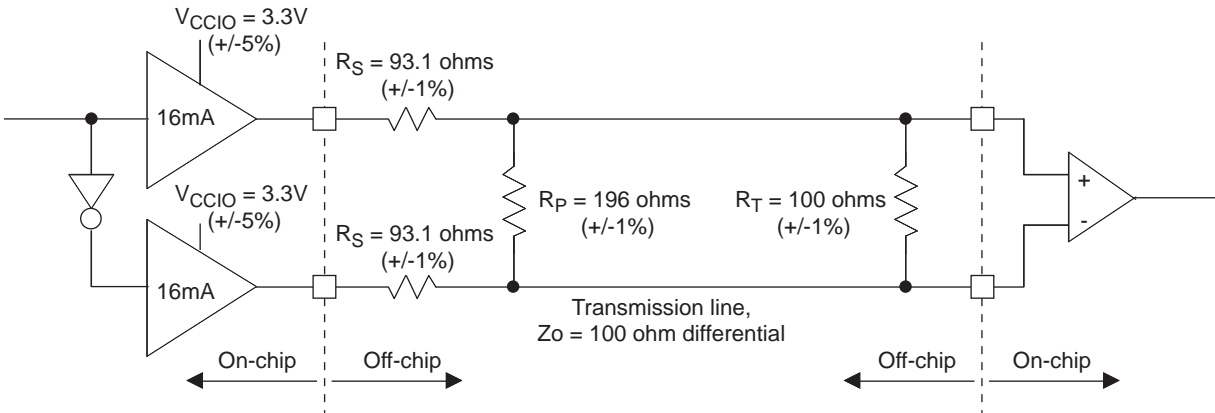 VCCIO = 3.3V
(+/-5%)
RS = 93.1 ohms
(+/-1%)
16mA
VCCIO = 3.3V
(+/-5%)
RP = 196 ohms
(+/-1%)
RT = 100 ohms
(+/-1%)
+
-
RS = 93.1 ohms
(+/-1%)
16mA
Transmission line,
Zo = 100 ohm differential
On-chip
Off-chip
Off-chip
On-chip